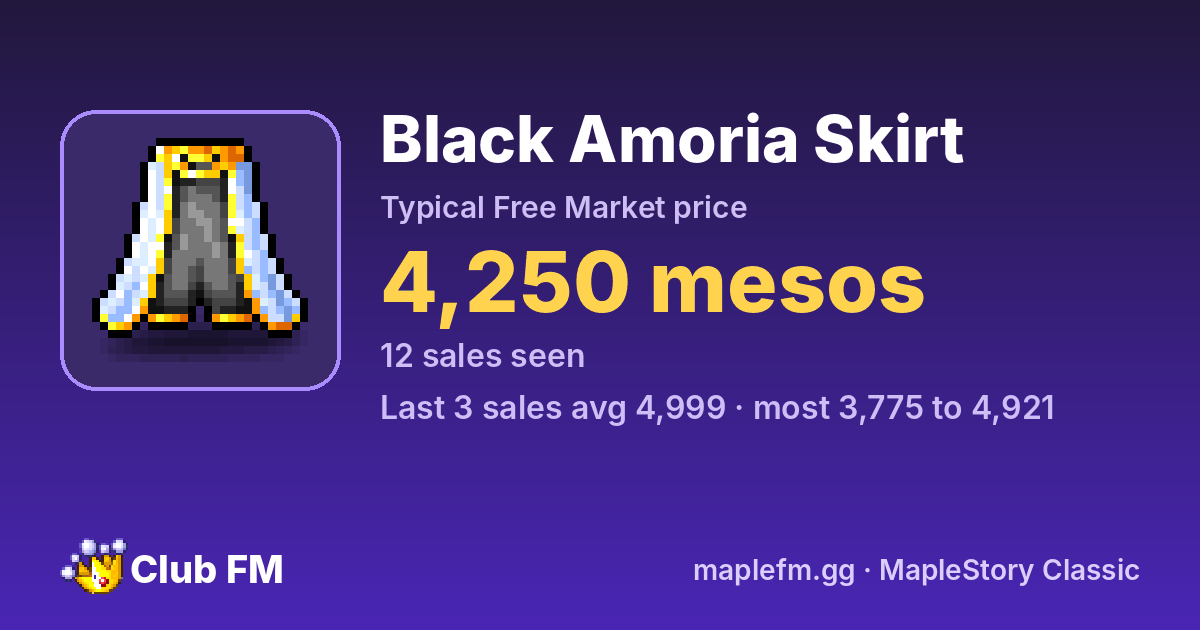 Black Amoria Skirt
Typical Free Market price
4,250 mesos
12 sales seen
Last 3 sales avg 4,999 · most 3,775 to 4,921
Club FM
maplefm.gg · MapleStory Classic